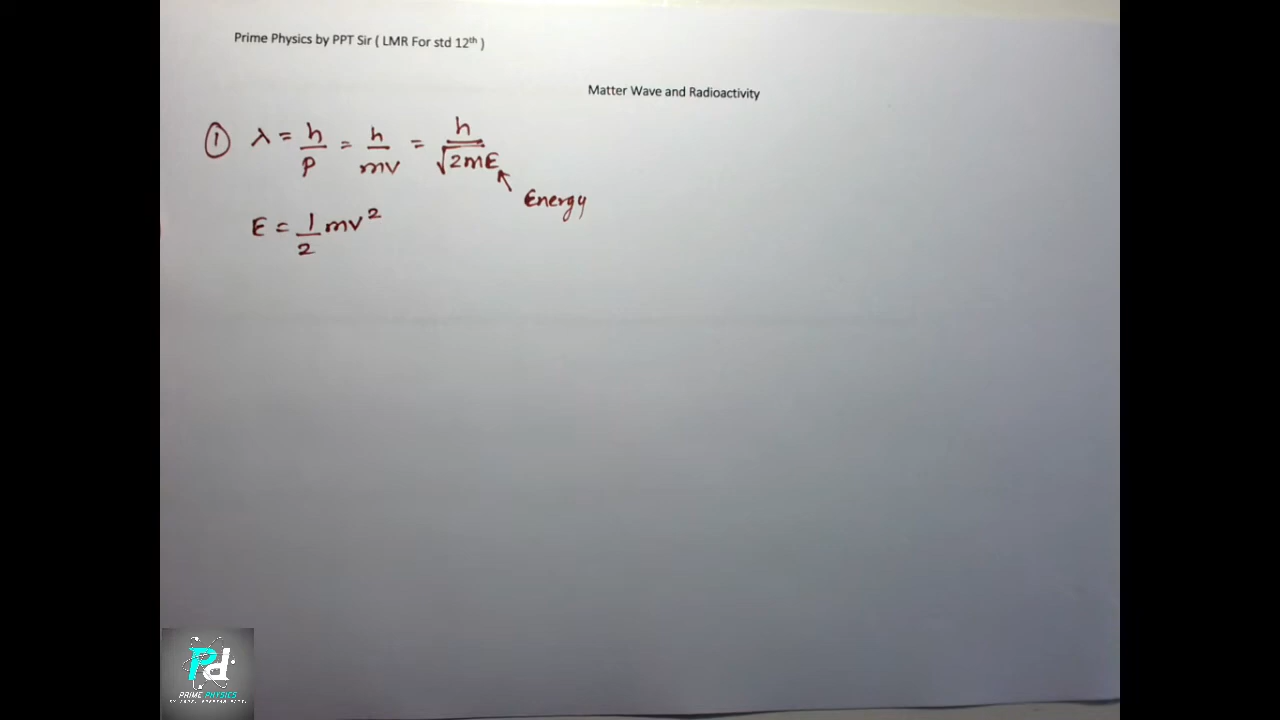 Prime Physics by PPT Sir ( LMR For std 12th )
Matter Wave and Radioactivity
① λ = h/P = h/mv = h/√2mE
Energy
E = 1/2 mv²
Pd
PRIME PHYSICS